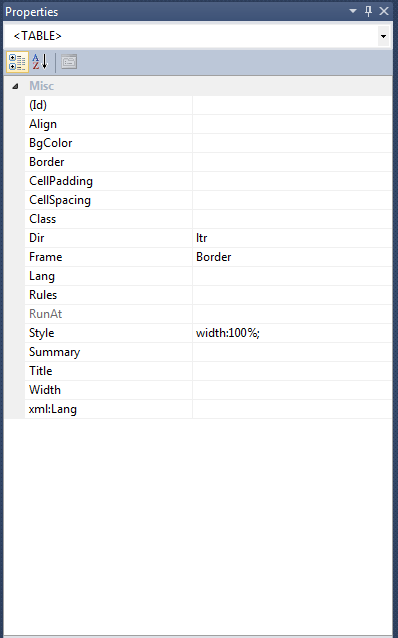 Properties
<TABLE>
A
Z
Misc
(Id)
Align
BgColor
Border
CellPadding
CellSpacing
Class
Dir ltr
Frame Border
Lang
Rules
RunAt
Style width:100%;
Summary
Title
Width
xml:Lang